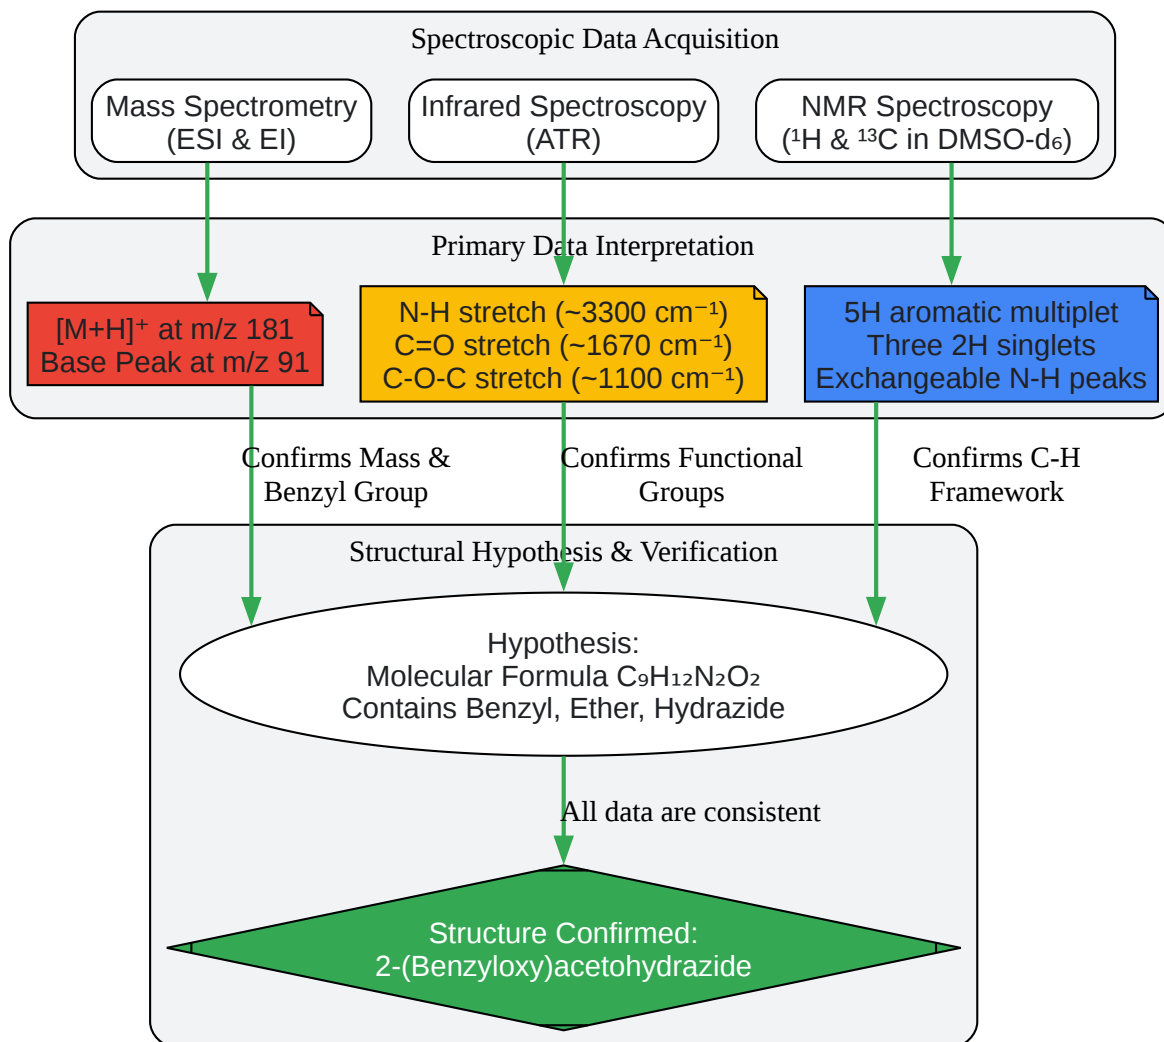 Spectroscopic Data Acquisition
Mass Spectrometry
(ESI & EI)
Infrared Spectroscopy
(ATR)
NMR Spectroscopy
(¹H & ¹³C in DMSO-d₆)
Primary Data Interpretation
[M+H]⁺ at m/z 181
Base Peak at m/z 91
N-H stretch (~3300 cm⁻¹)
C=O stretch (~1670 cm⁻¹)
C-O-C stretch (~1100 cm⁻¹)
5H aromatic multiplet
Three 2H singlets
Exchangeable N-H peaks
Confirms Mass &
Benzyl Group
Confirms Functional
Groups
Confirms C-H
Framework
Structural Hypothesis & Verification
Hypothesis:
Molecular Formula C₉H₁₂N₂O₂
Contains Benzyl, Ether, Hydrazide
All data are consistent
Structure Confirmed:
2-(Benzyloxy)acetohydrazide